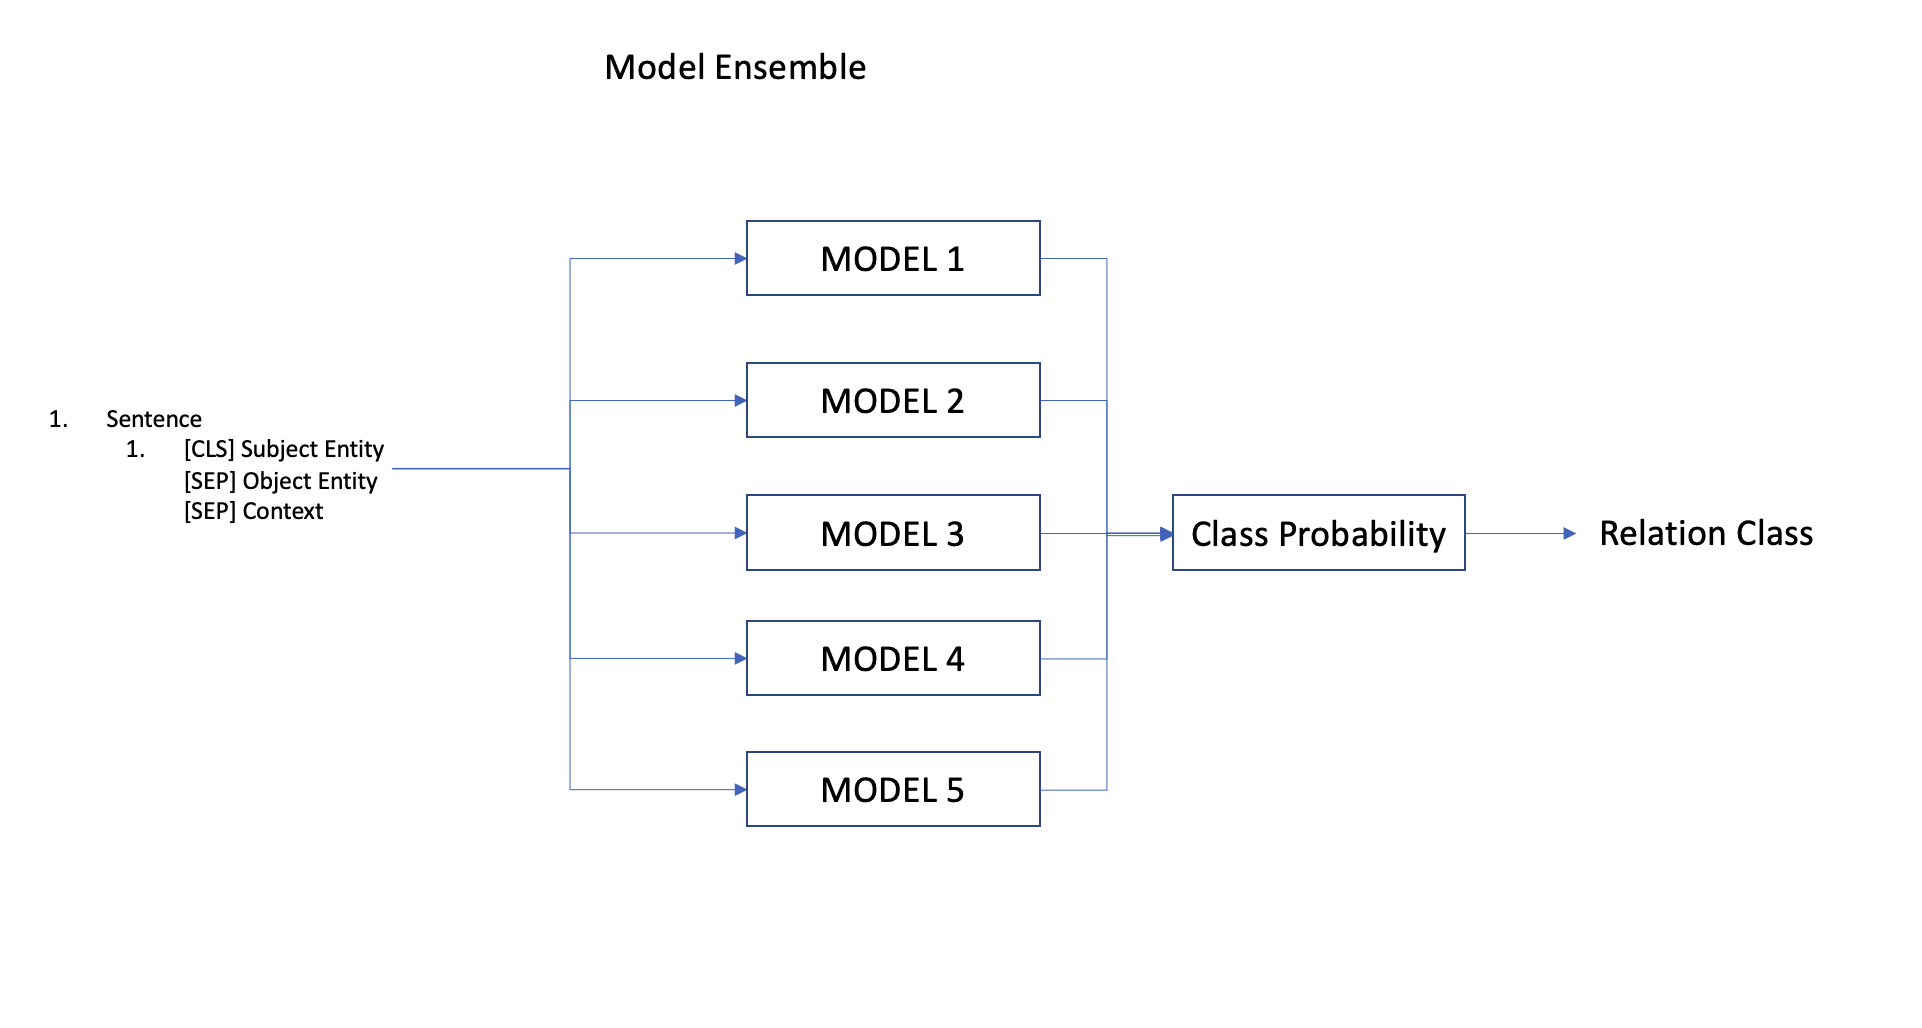 Model Ensemble
MODEL 1
MODEL 2
1. Sentence
1. [CLS] Subject Entity
[SEP] Object Entity
[SEP] Context
MODEL 3
Class Probability
Relation Class
MODEL 4
MODEL 5